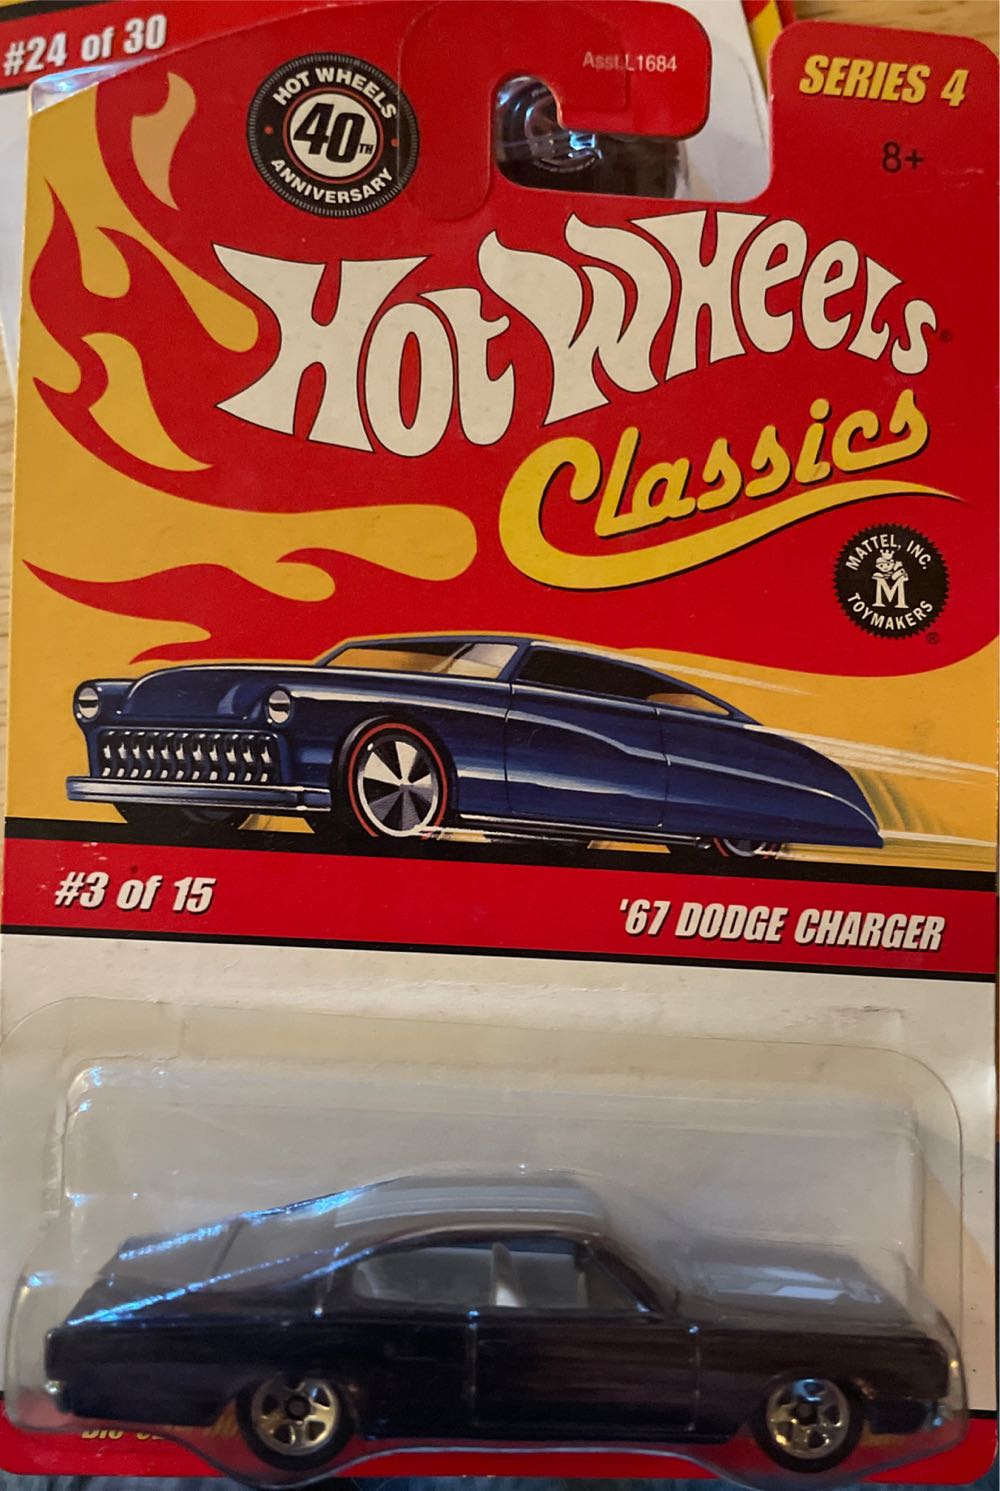 #24 of 30
HOT WHEELS
40TH
ANNIVERSARY
Asst.L1684
SERIES 4
8+
HOT WHEELS®
Classics
MATTEL, INC.
M
TOYMAKERS
®
#3 of 15
'67 DODGE CHARGER